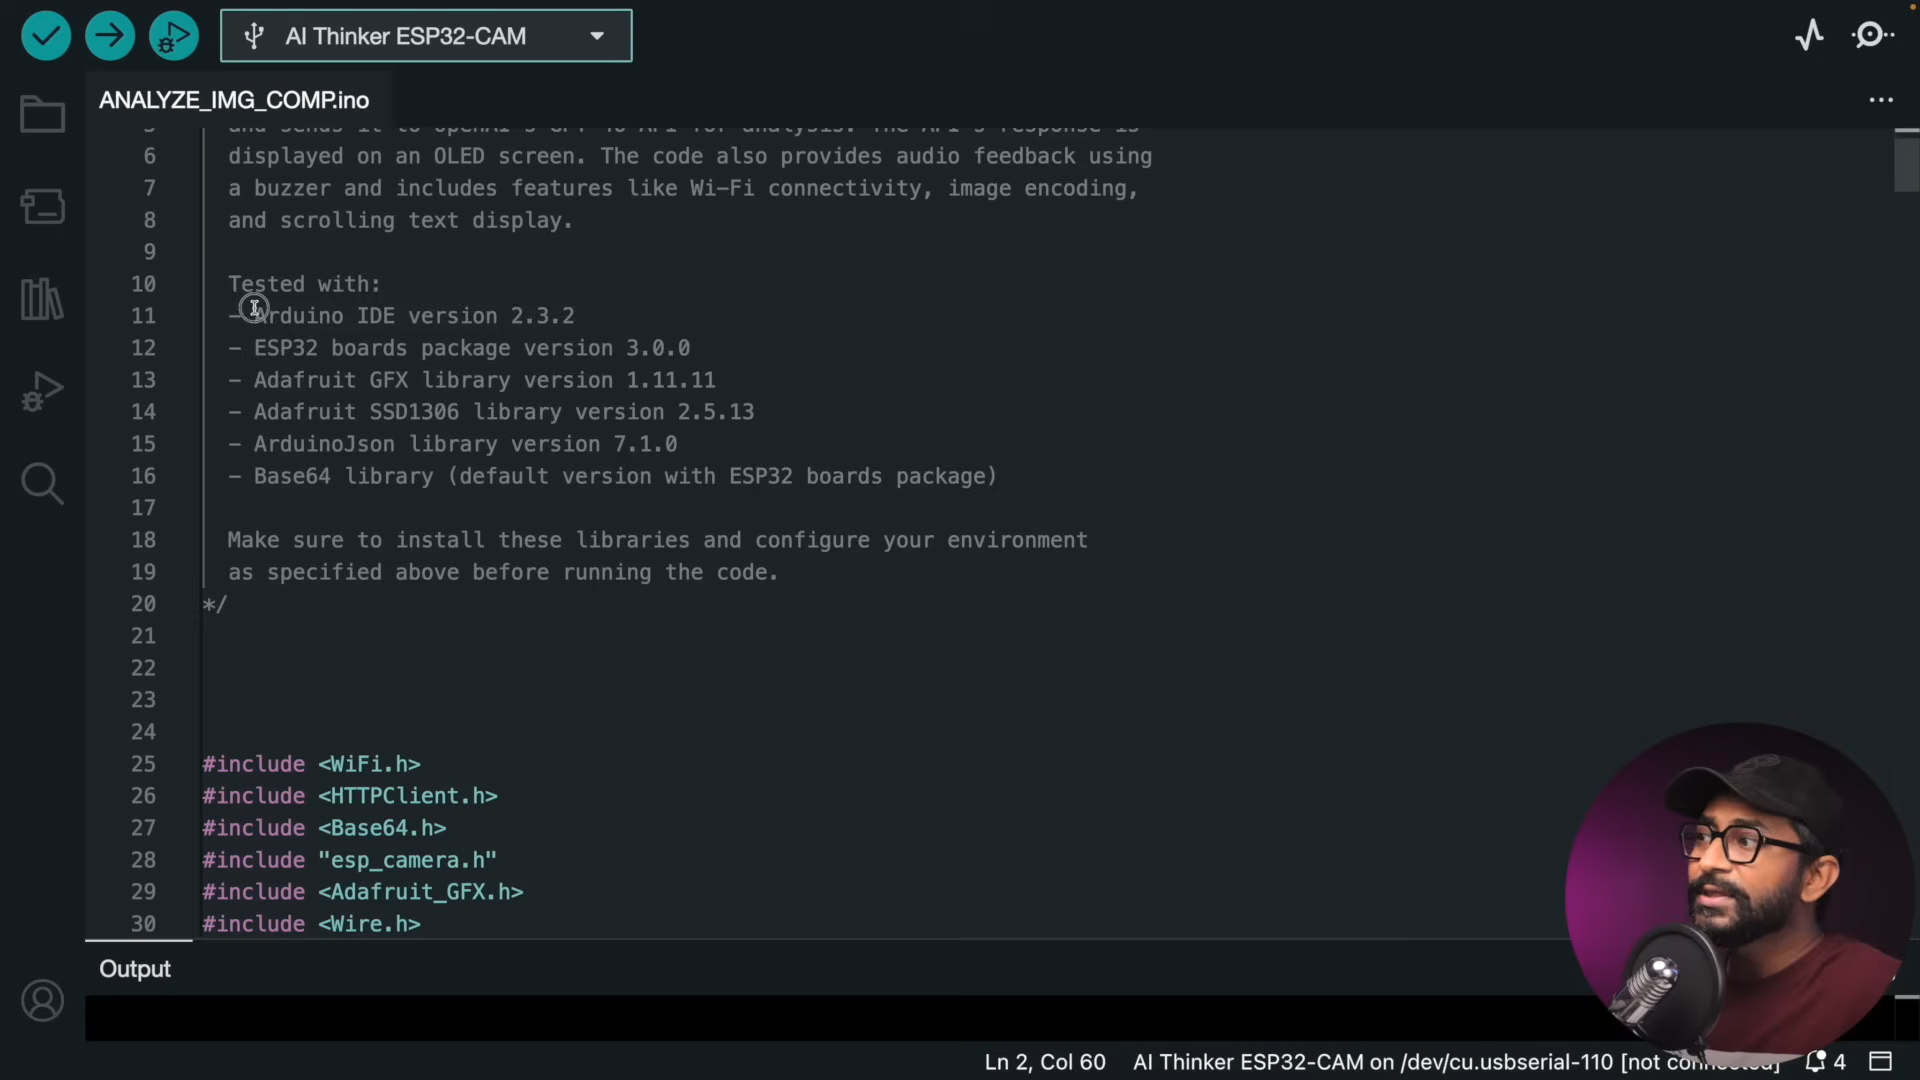 AI Thinker ESP32-CAM
ANALYZE_IMG_COMP.ino
6 displayed on an OLED screen. The code also provides audio feedback using
7 a buzzer and includes features like Wi-Fi connectivity, image encoding,
8 and scrolling text display.
9
10 Tested with:
11 - Arduino IDE version 2.3.2
12 - ESP32 boards package version 3.0.0
13 - Adafruit GFX library version 1.11.11
14 - Adafruit SSD1306 library version 2.5.13
15 - ArduinoJson library version 7.1.0
16 - Base64 library (default version with ESP32 boards package)
17
18 Make sure to install these libraries and configure your environment
19 as specified above before running the code.
20 */
21
22
23
24
25 #include <WiFi.h>
26 #include <HTTPClient.h>
27 #include <Base64.h>
28 #include "esp_camera.h"
29 #include <Adafruit_GFX.h>
30 #include <Wire.h>
Output
Ln 2, Col 60 AI Thinker ESP32-CAM on /dev/cu.usbserial-110 [not 4